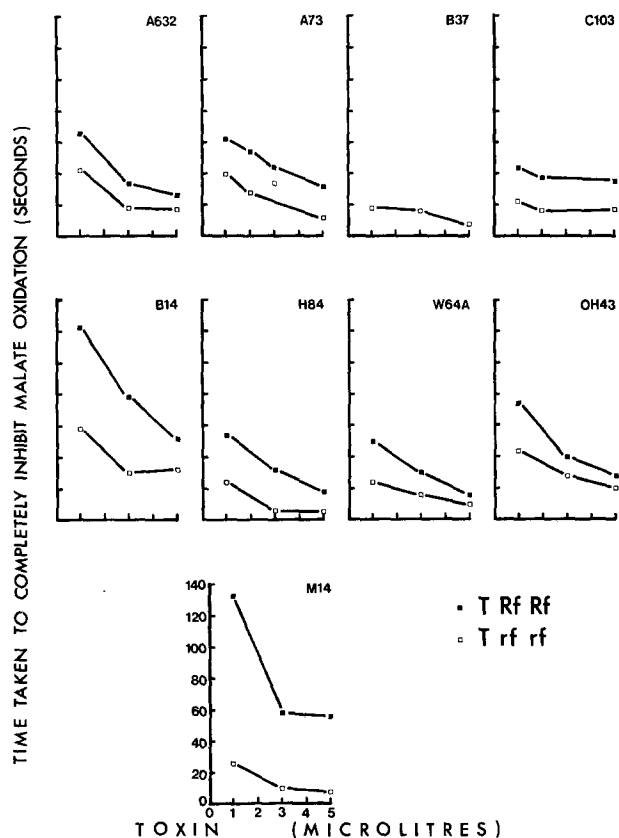 A632
A73
B37
C103
TIME TAKEN TO COMPLETELY INHIBIT MALATE OXIDATION (SECONDS)
B14
H84
W64A
OH43
M14
140
120
100
80
60
40
20
0
0 1 2 3 4 5
T Rf Rf
T rf rf
TOXIN (MICROLITRES)